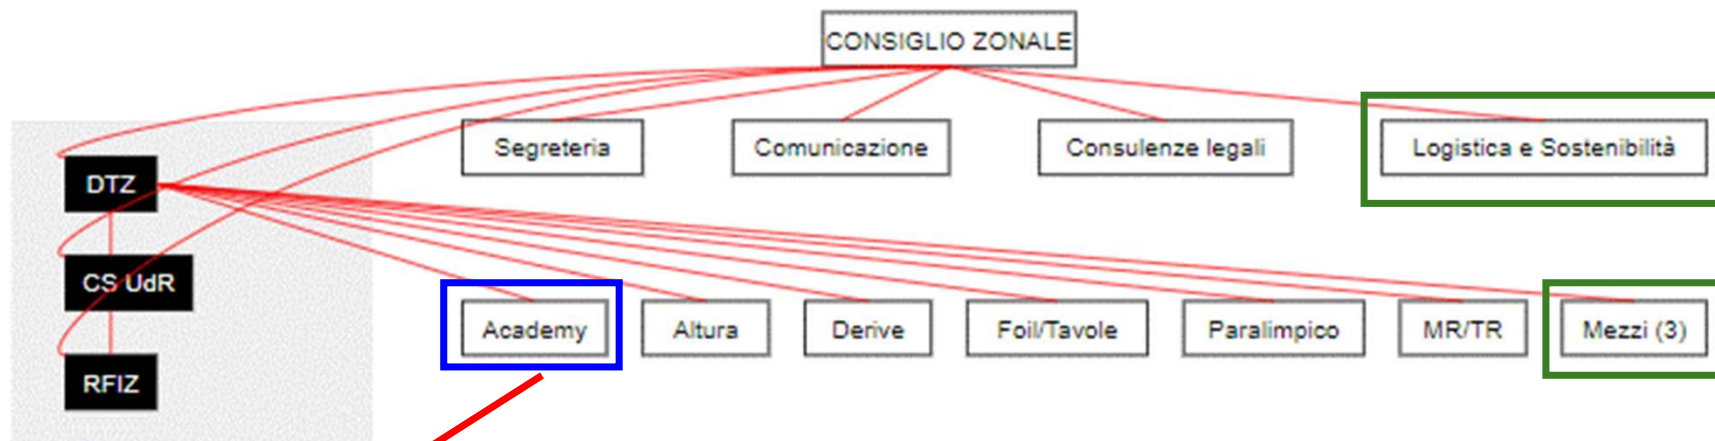 CONSIGLIO ZONALE
Segreteria
Comunicazione
Consulenze legali
Logistica e Sostenibilità
DTZ
CS UdR
RFIZ
Academy
Altura
Derive
Foil/Tavole
Paralimpico
MR/TR
Mezzi (3)